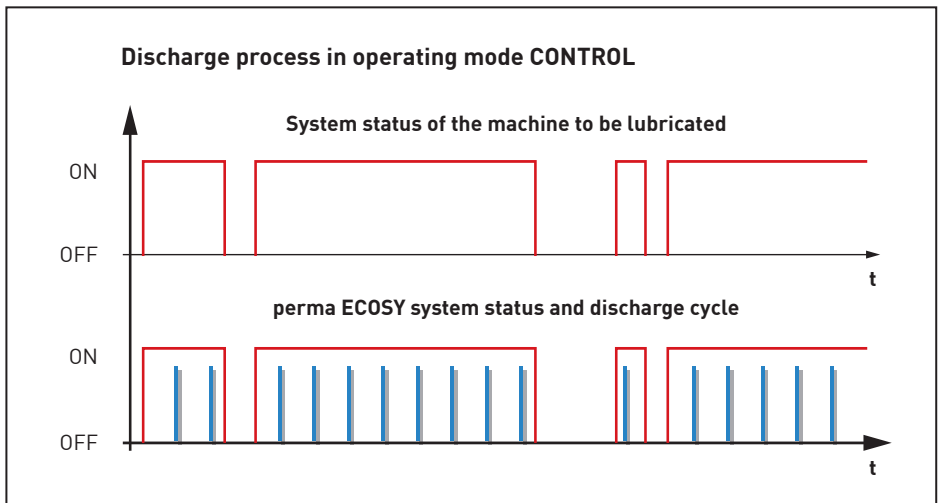 Discharge process in operating mode CONTROL
System status of the machine to be lubricated
ON
OFF
t
perma ECOSY system status and discharge cycle
ON
OFF
t